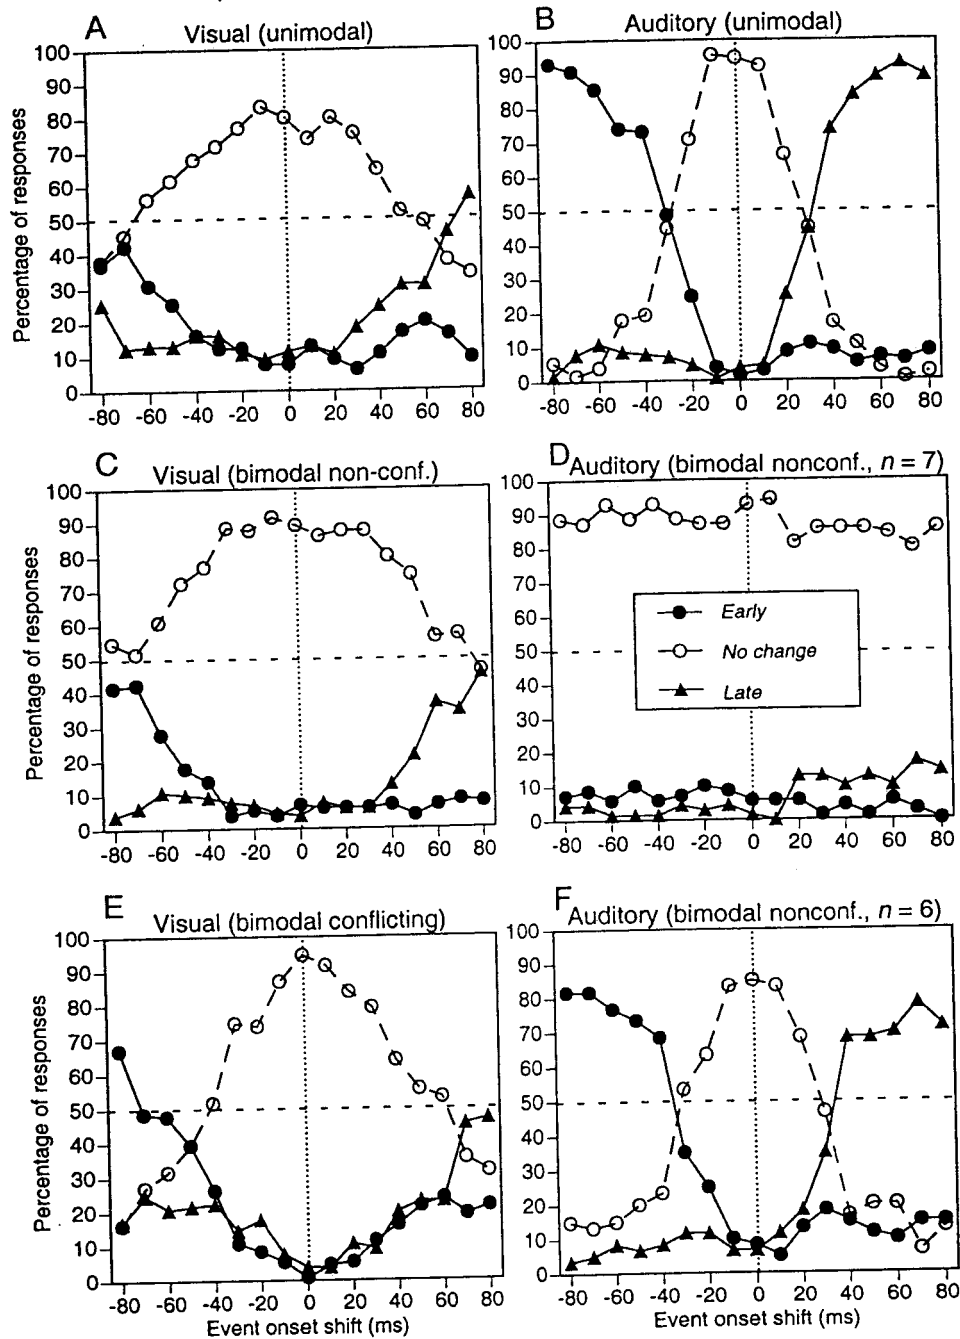 A
Visual (unimodal)
B
Auditory (unimodal)
Percentage of responses
100
90
80
70
60
50
40
30
20
10
0
-80 -60 -40 -20 0 20 40 60 80
100
90
80
70
60
50
40
30
20
10
0
-80 -60 -40 -20 0 20 40 60 80
C
Visual (bimodal non-conf.)
D
Auditory (bimodal nonconf., n = 7)
Percentage of responses
100
90
80
70
60
50
40
30
20
10
0
-80 -60 -40 -20 0 20 40 60 80
100
90
80
70
60
50
40
30
20
10
0
Early
No change
Late
-80 -60 -40 -20 0 20 40 60 80
E
Visual (bimodal conflicting)
F
Auditory (bimodal nonconf., n = 6)
Percentage of responses
100
90
80
70
60
50
40
30
20
10
0
-80 -60 -40 -20 0 20 40 60 80
Event onset shift (ms)
100
90
80
70
60
50
40
30
20
10
0
-80 -60 -40 -20 0 20 40 60 80
Event onset shift (ms)